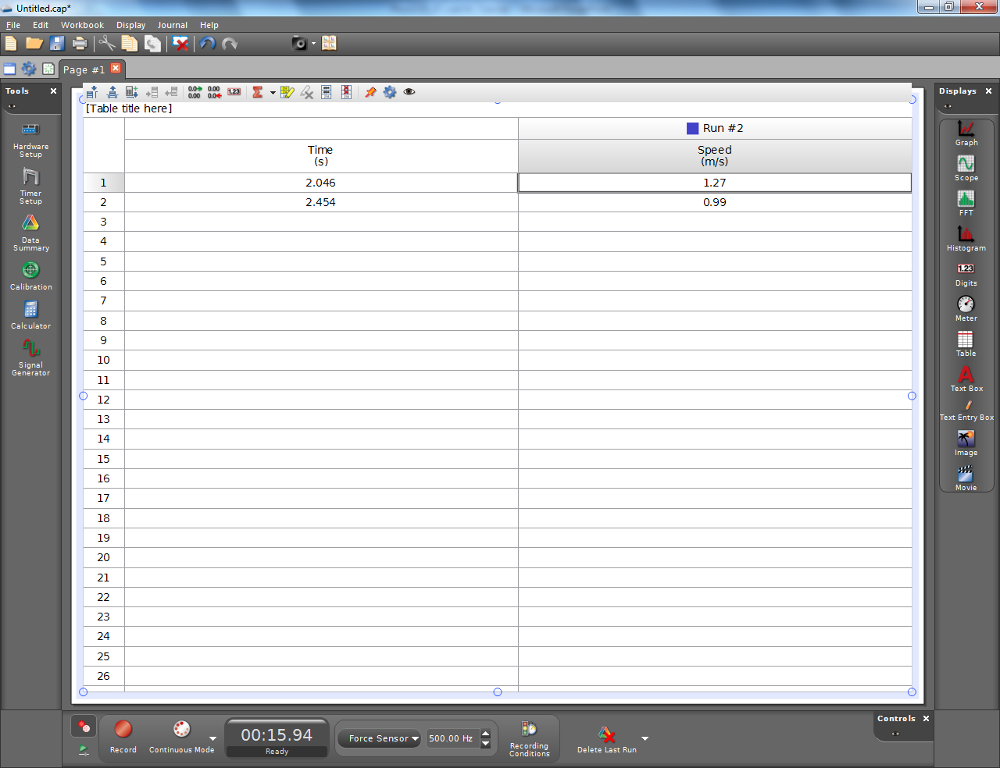 Untitled.cap*
File Edit Workbook Display Journal Help
Page #1
Tools
Hardware
Setup
Timer
Setup
Data
Summary
Calibration
Calculator
Signal
Generator
0.0 0.00 0.00 0.0 1.23
[Table title here]
Run #2
Time
(s)
Speed
(m/s)
1 2.046 1.27
2 2.454 0.99
3
4
5
6
7
8
9
10
11
12
13
14
15
16
17
18
19
20
21
22
23
24
25
26
Displays
Graph
Scope
FFT
Histogram
1.23
Digits
Meter
Table
A
Text Box
Text Entry Box
Image
Movie
Record
Continuous Mode
00:15.94
Ready
Force Sensor
500.00 Hz
Recording
Conditions
Delete Last Run
Controls